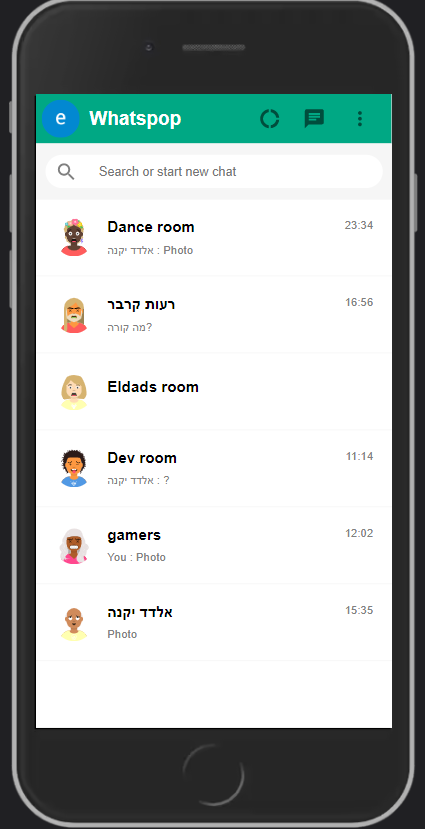 e Whatspop
Search or start new chat
Dance room 23:34
אלדד יקנה : Photo
רעות קרבר 16:56
מה קורה?
Eldads room
Dev room 11:14
אלדד יקנה : ?
gamers 12:02
You : Photo
אלדד יקנה 15:35
Photo